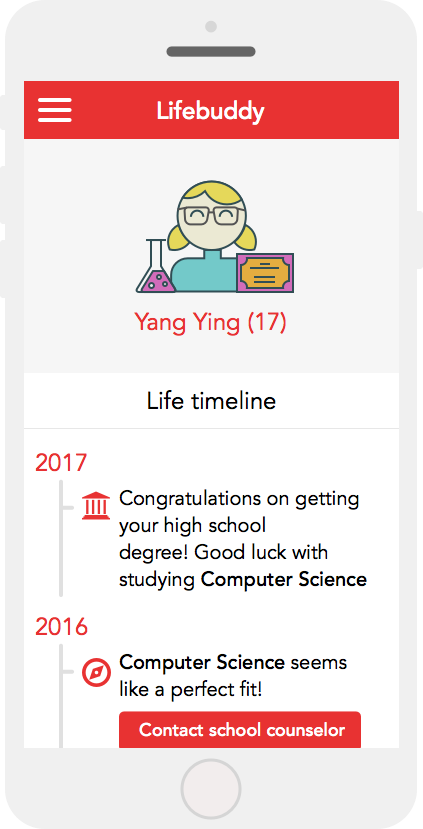 Lifebuddy
Yang Ying (17)
Life timeline
2017
Congratulations on getting
your high school
degree! Good luck with
studying Computer Science
2016
Computer Science seems
like a perfect fit!
Contact school counselor